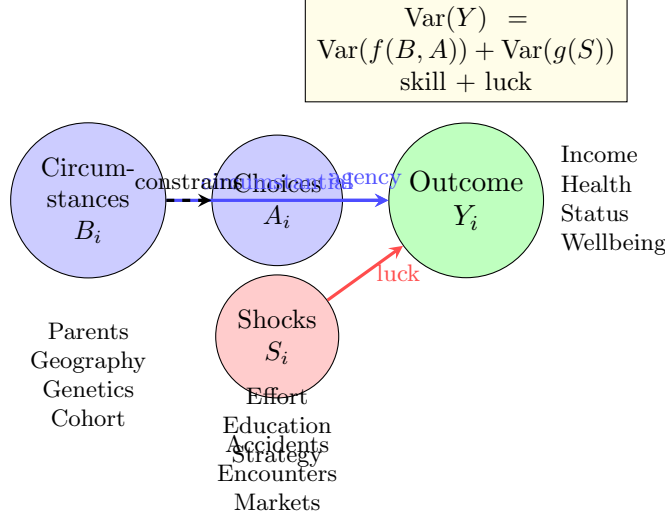 Var(Y) =
Var(f(B, A)) + Var(g(S))
skill + luck
Circum-
stances
B_i
constrains
circumstantial
Choices
A_i
agency
Outcome
Y_i
Income
Health
Status
Wellbeing
luck
Shocks
S_i
Parents
Geography
Genetics
Cohort
Effort
Education
Strategy
Accidents
Encounters
Markets